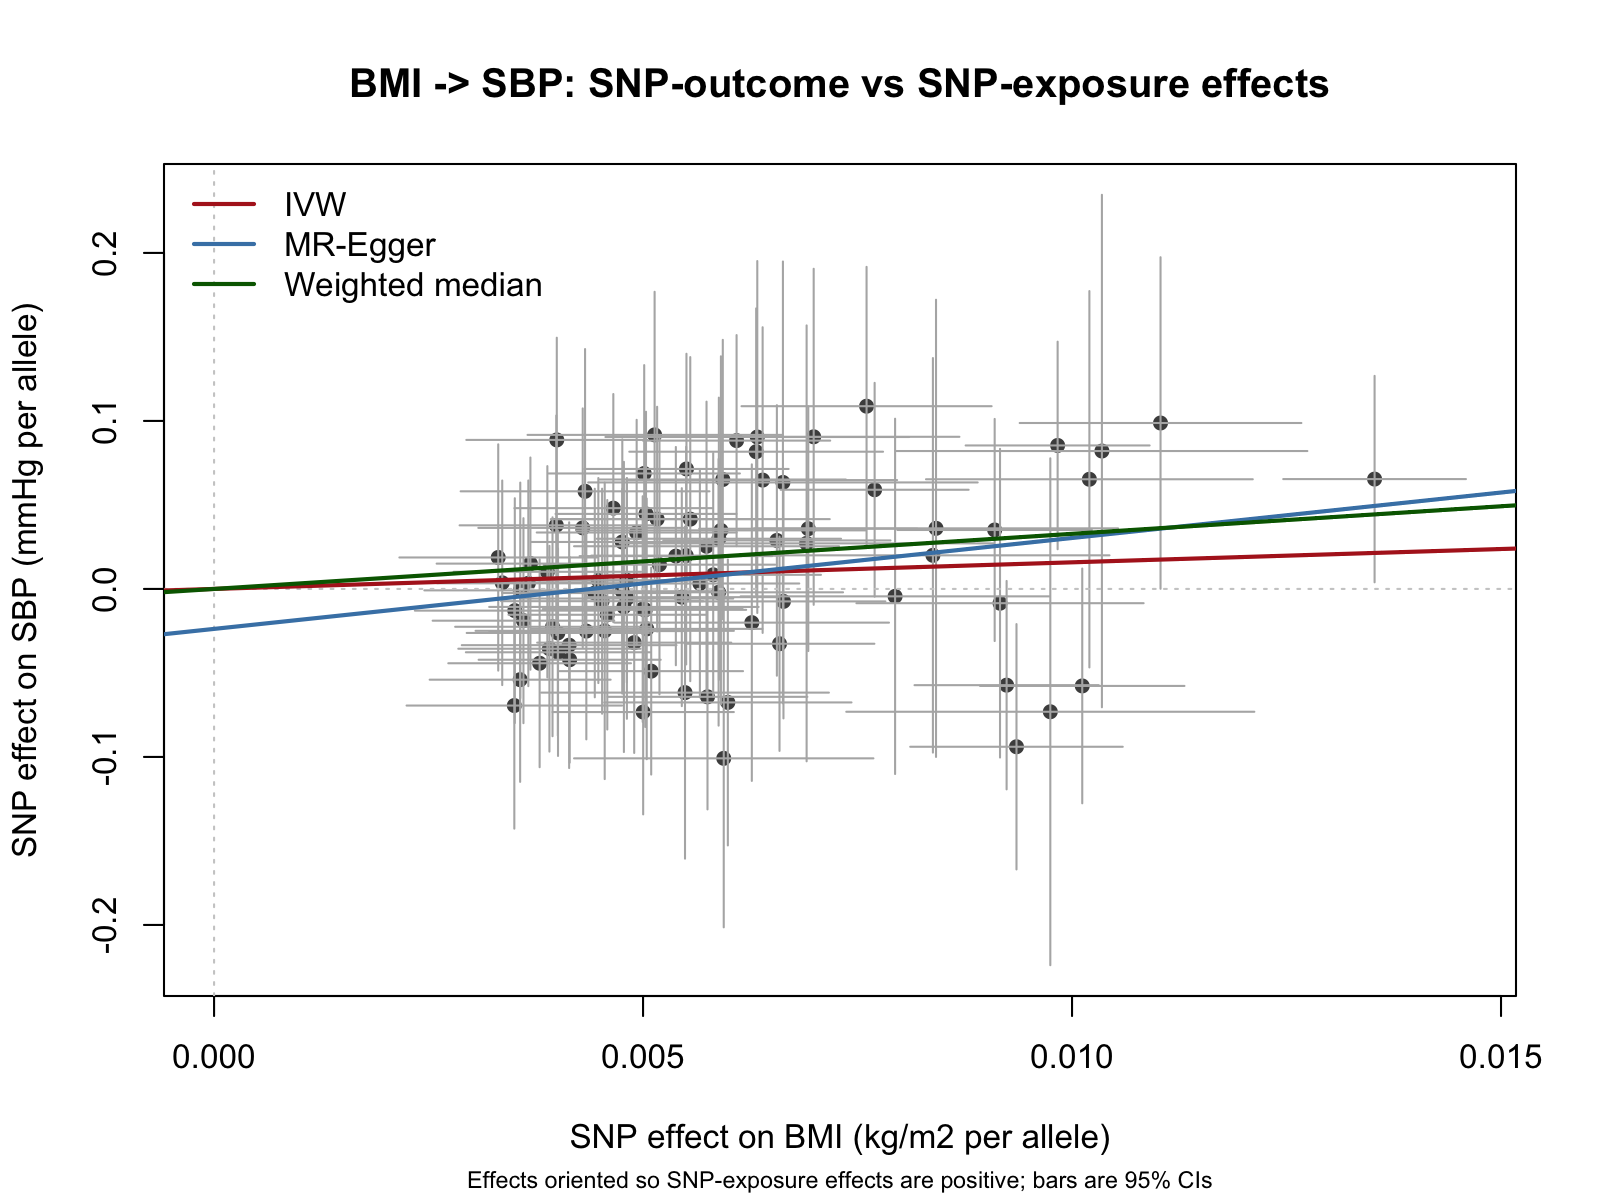 BMI -> SBP: SNP-outcome vs SNP-exposure effects
IVW
MR-Egger
Weighted median
SNP effect on SBP (mmHg per allele)
0.2
0.1
0.0
-0.1
-0.2
0.000
0.005
0.010
0.015
SNP effect on BMI (kg/m2 per allele)
Effects oriented so SNP-exposure effects are positive; bars are 95% CIs